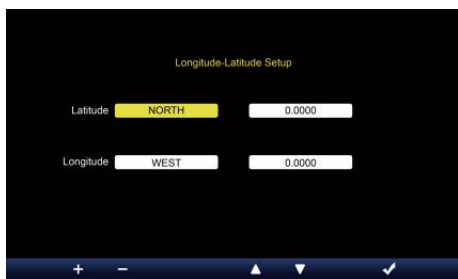 Longitude-Latitude Setup
Latitude NORTH 0.0000
Longitude WEST 0.0000
+ −